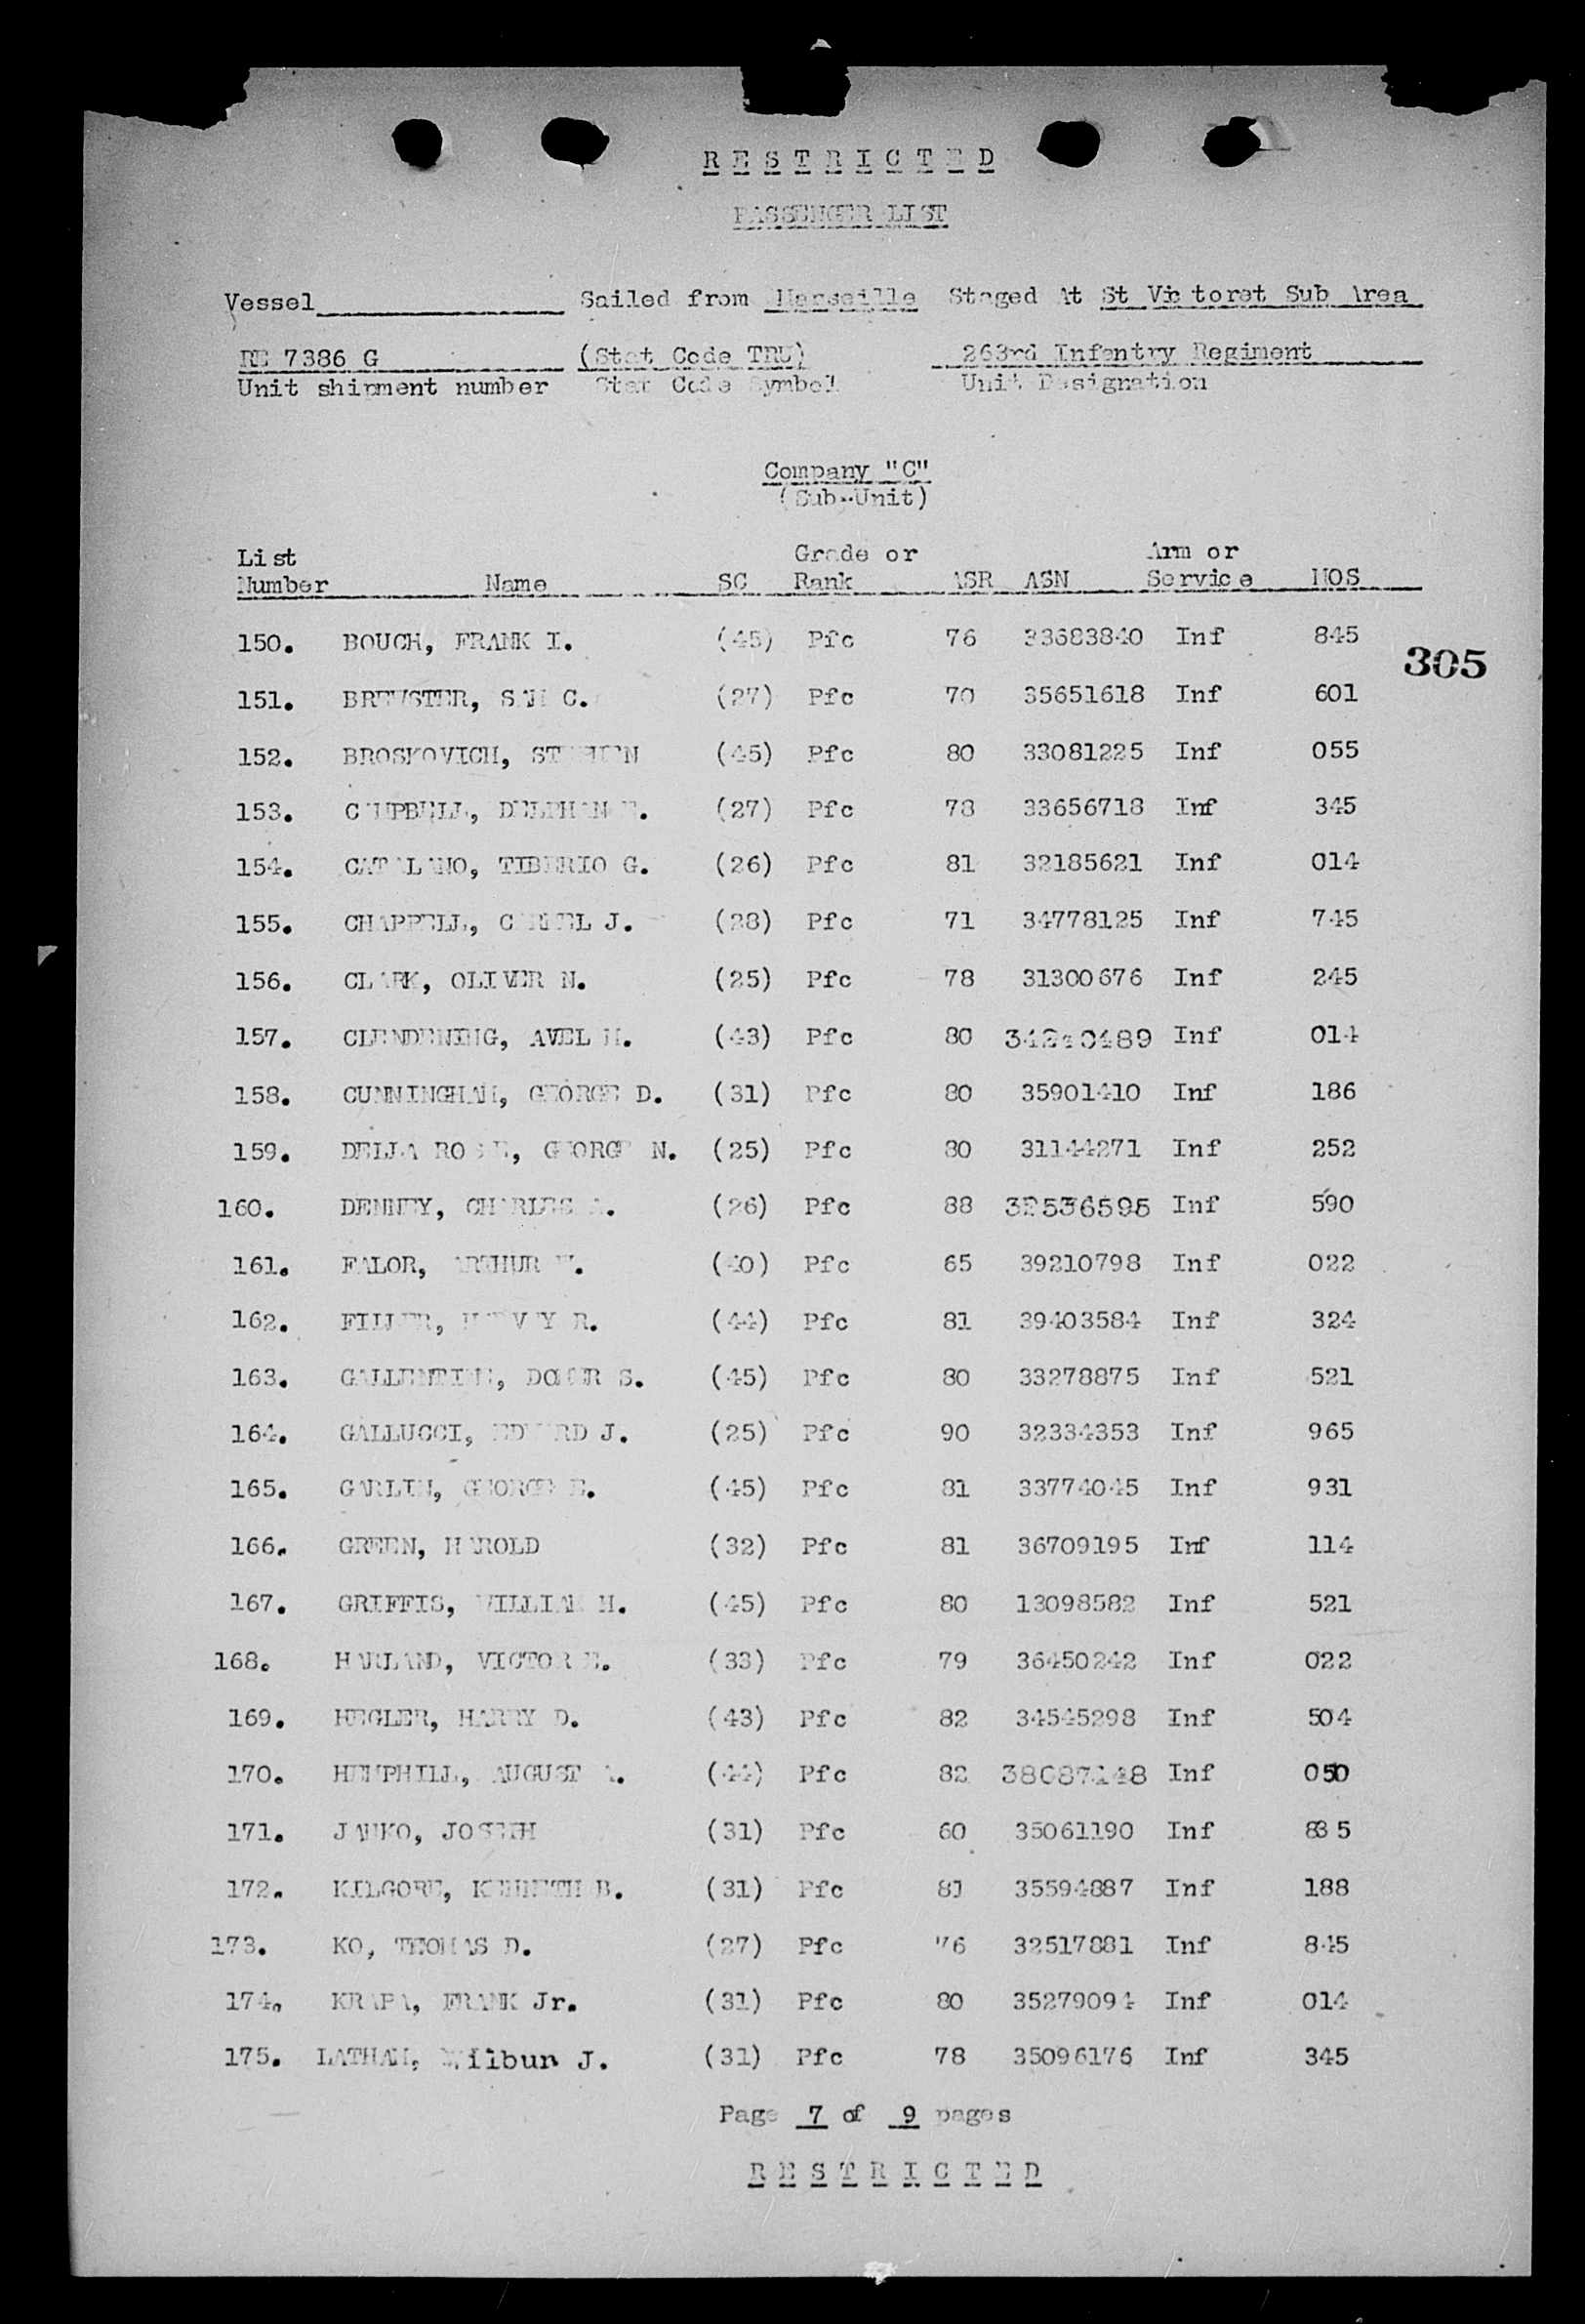 R E S T R I C T E D
PASSENGER LIST
Vessel Sailed from Marseille Staged At St Victoret Sub Area
RE 7386 G (Stat Code TRU) 263rd Infantry Regiment
Unit shipment number Stat Code Symbol Unit Designation
Company "C"
(Sub-Unit)
List Grade or Arm or
Number Name SC Rank ASR ASN Service MOS
150. BOUCH, FRANK I. (45) Pfc 76 33683840 Inf 845
305
151. BREWSTER, SAM C. (27) Pfc 70 35651618 Inf 601
152. BROSKOVICH, STEPHEN (45) Pfc 80 33081225 Inf 055
153. CAMPBELL, DELPHAN E. (27) Pfc 78 33656718 Inf 345
154. CATALANO, TIBERIO G. (26) Pfc 81 32185621 Inf 014
155. CHAPPELL, J. (28) Pfc 71 34778125 Inf 745
156. CLARK, OLIVER N. (25) Pfc 78 31300676 Inf 245
157. CLENDENING, AVEL (43) Pfc 80 34240489 Inf 014
158. CUNNINGHAM, GEORGE D. (31) Pfc 80 35901410 Inf 186
159. DELLA GEORGE N. (25) Pfc 80 31144271 Inf 252
160. DENNEY, CHARLES (26) Pfc 88 32536595 Inf 590
161. FALOR, ARTHUR (40) Pfc 65 39210798 Inf 022
162. FILLER, HARVEY R. (44) Pfc 81 39403584 Inf 324
163. GALLENTINE, S. (45) Pfc 80 33278875 Inf 521
164. GALLUCCI, EDWARD J. (25) Pfc 90 32334353 Inf 965
165. GARLIN, GEORGE E. (45) Pfc 81 33774045 Inf 931
166. GREEN, HAROLD (32) Pfc 81 36709195 Inf 114
167. GRIFFIS, WILLIAM H. (45) Pfc 80 13098582 Inf 521
168. HARLAND, VICTOR E. (33) Pfc 79 36450242 Inf 022
169. HEGLER, HARRY D. (43) Pfc 82 34545298 Inf 504
170. HEMPHILL, AUGUST A. (44) Pfc 82 38087148 Inf 050
171. JANKO, JOSEPH (31) Pfc 60 35061190 Inf 835
172. KILGORE, KENNETH B. (31) Pfc 81 35594887 Inf 188
173. KO, THOMAS D. (27) Pfc 76 32517881 Inf 845
174. KRAPA, FRANK Jr. (31) Pfc 80 35279094 Inf 014
175. LATHAM, Wilbur J. (31) Pfc 78 35096176 Inf 345
Page 7 of 9 pages
R E S T R I C T E D